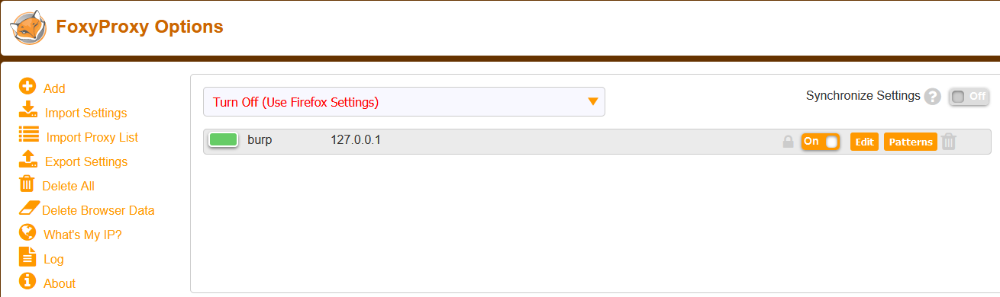 FoxyProxy Options
Add
Import Settings
Import Proxy List
Export Settings
Delete All
Delete Browser Data
What's My IP?
Log
About
Turn Off (Use Firefox Settings)
Synchronize Settings ? Off
burp 127.0.0.1 On Edit Patterns